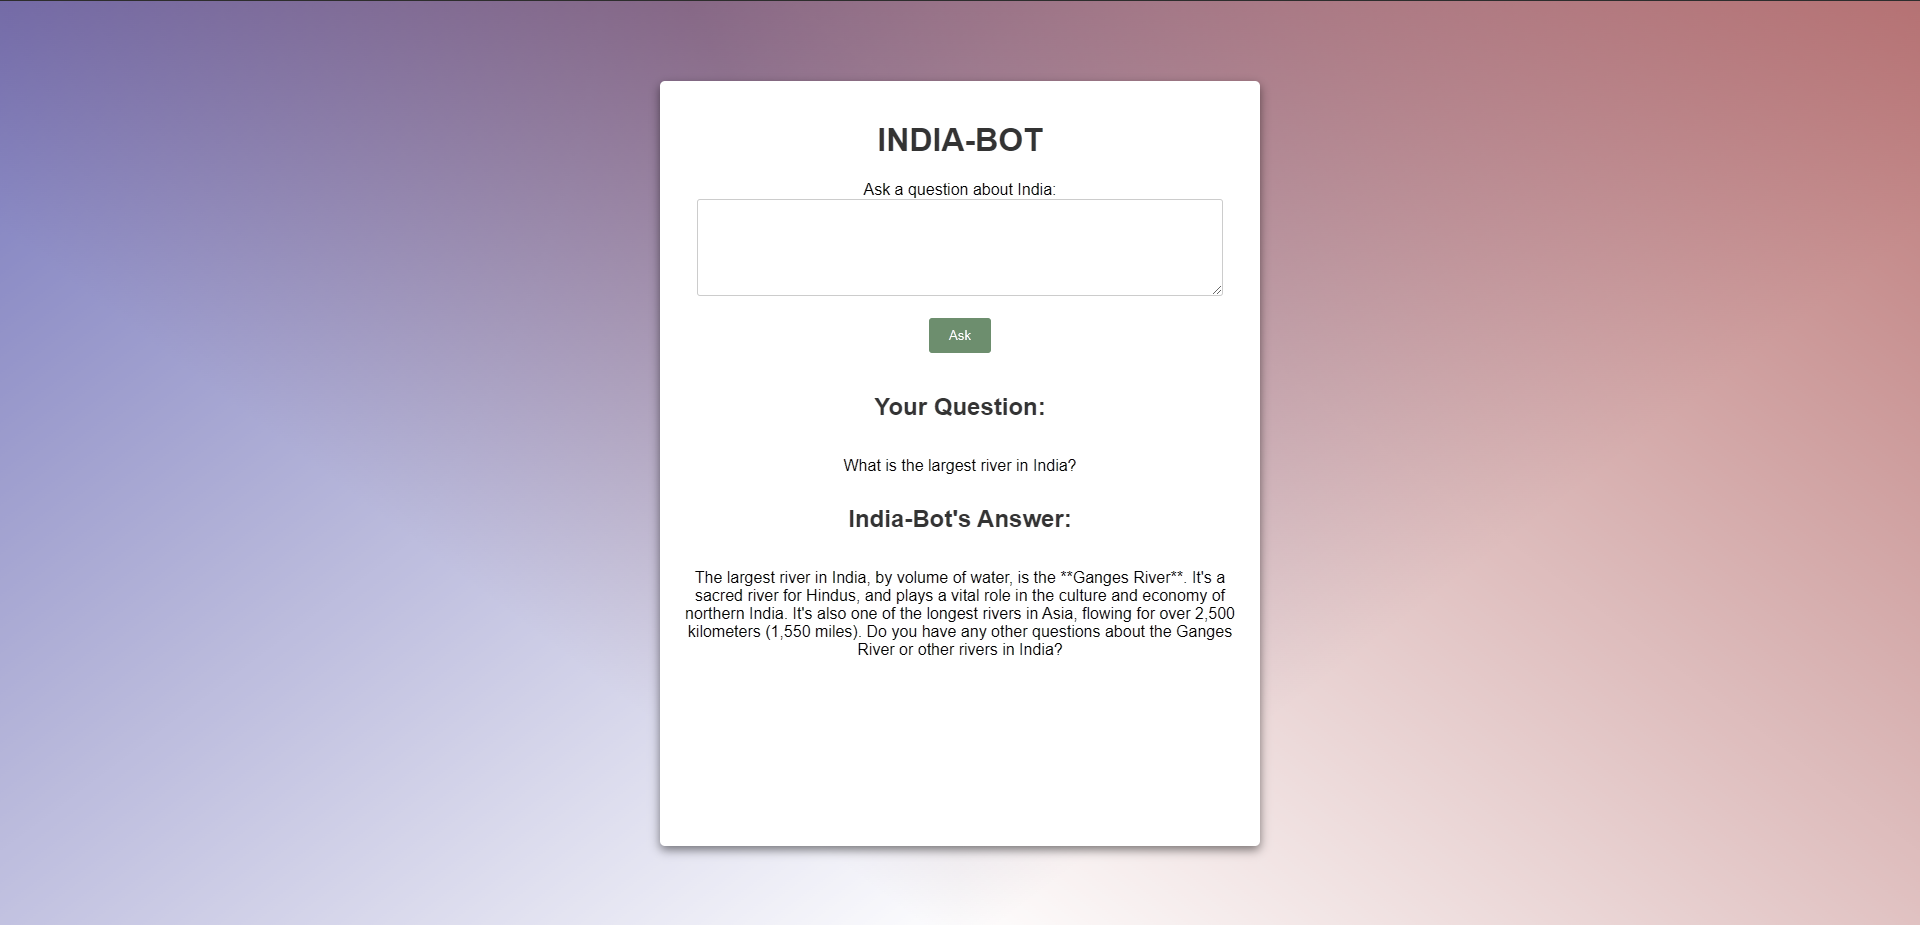 INDIA-BOT
Ask a question about India:
Ask
Your Question:
What is the largest river in India?
India-Bot's Answer:
The largest river in India, by volume of water, is the **Ganges River**. It's a
sacred river for Hindus, and plays a vital role in the culture and economy of
northern India. It's also one of the longest rivers in Asia, flowing for over 2,500
kilometers (1,550 miles). Do you have any other questions about the Ganges
River or other rivers in India?